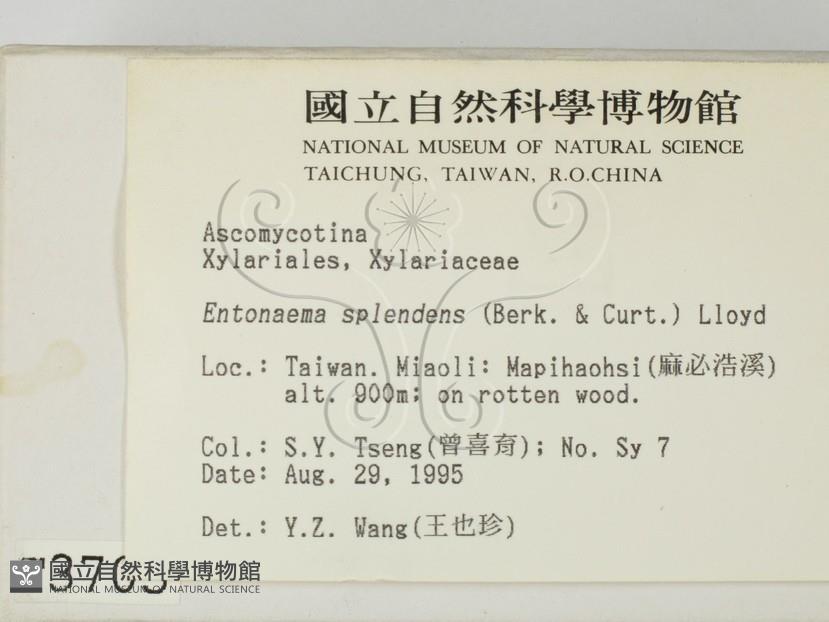 國立自然科學博物館
NATIONAL MUSEUM OF NATURAL SCIENCE
TAICHUNG, TAIWAN, R.O.CHINA
Ascomycotina
Xylariales, Xylariaceae
Entonaema splendens (Berk. & Curt.) Lloyd
Loc.: Taiwan. Miaoli: Mapihaohsi(麻必浩溪)
alt. 900m; on rotten wood.
Col.: S.Y. Tseng(曾喜育); No. Sy 7
Date: Aug. 29, 1995
Det.: Y.Z. Wang(王也珍)
國立自然科學博物館
NATIONAL MUSEUM OF NATURAL SCIENCE